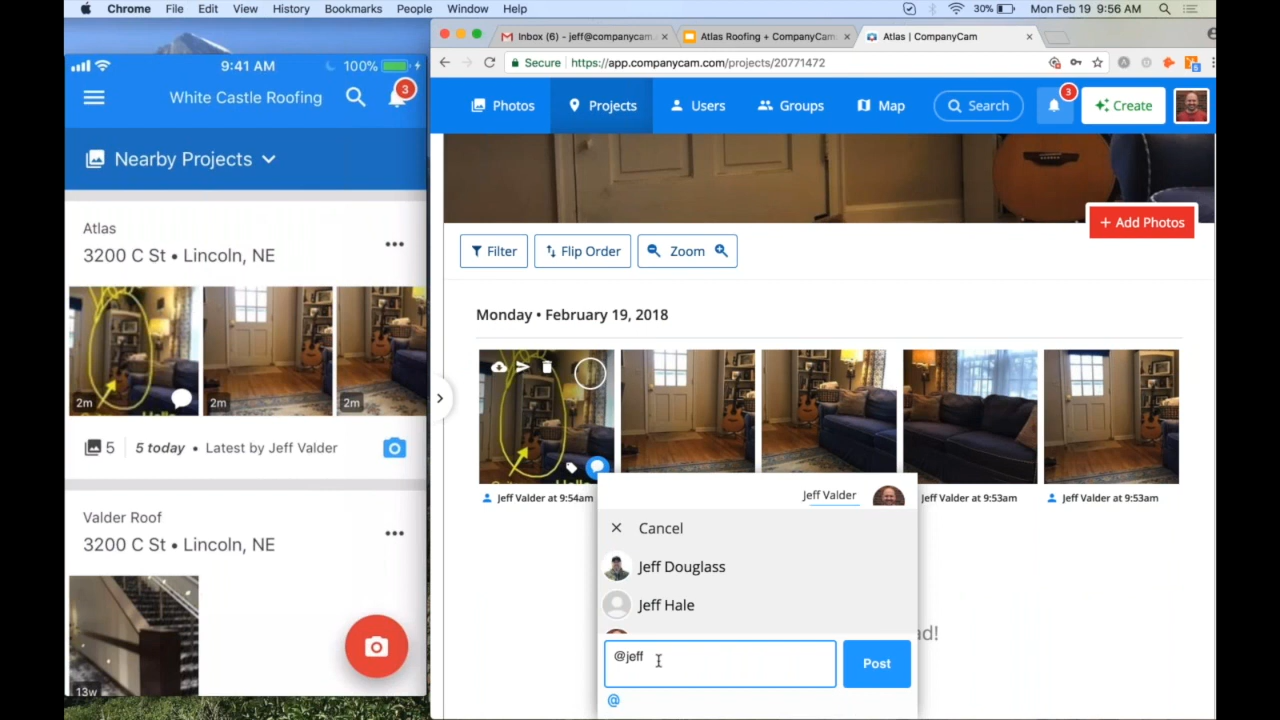 Chrome File Edit View History Bookmarks People Window Help 30% Mon Feb 19 9:56 AM
9:41 AM 100%
White Castle Roofing 3
Nearby Projects
Atlas
3200 C St • Lincoln, NE
2m 2m 2m
5 5 today • Latest by Jeff Valder
Valder Roof
3200 C St • Lincoln, NE
13w
Inbox (6) - jeff@companycam. Atlas Roofing + CompanyCam Atlas | CompanyCam
Secure https://app.companycam.com/projects/20771472
Photos Projects Users Groups Map Search 3 Create
+ Add Photos
Filter Flip Order Zoom
Monday • February 19, 2018
Jeff Valder at 9:54am Jeff Valder at 9:53am Jeff Valder at 9:53am
Jeff Valder
Cancel
Jeff Douglass
Jeff Hale
ad!
@jeff
Post
@